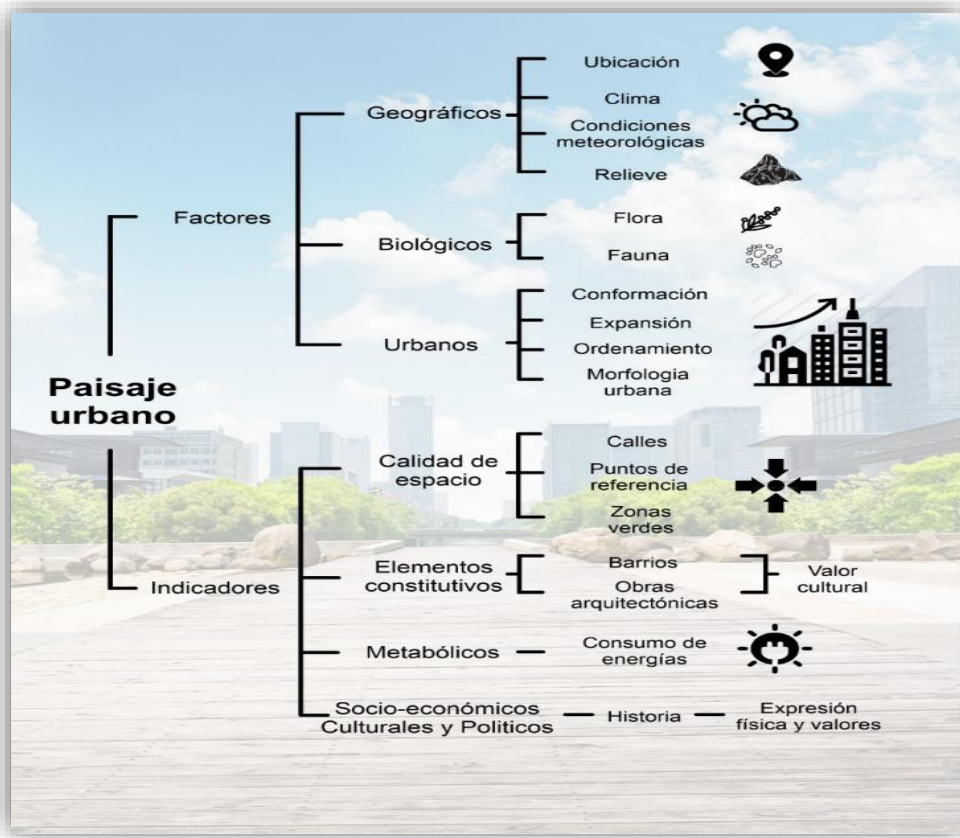 Paisaje
urbano
Factores
Geográficos
Ubicación
Clima
Condiciones
meteorológicas
Relieve
Biológicos
Flora
Fauna
Urbanos
Conformación
Expansión
Ordenamiento
Morfologia
urbana
Indicadores
Calidad de
espacio
Calles
Puntos de
referencia
Zonas
verdes
Elementos
constitutivos
Barrios
Obras
arquitectónicas
Valor
cultural
Metabólicos
Consumo de
energías
Socio-económicos
Culturales y Politicos
Historia
Expresión
física y valores